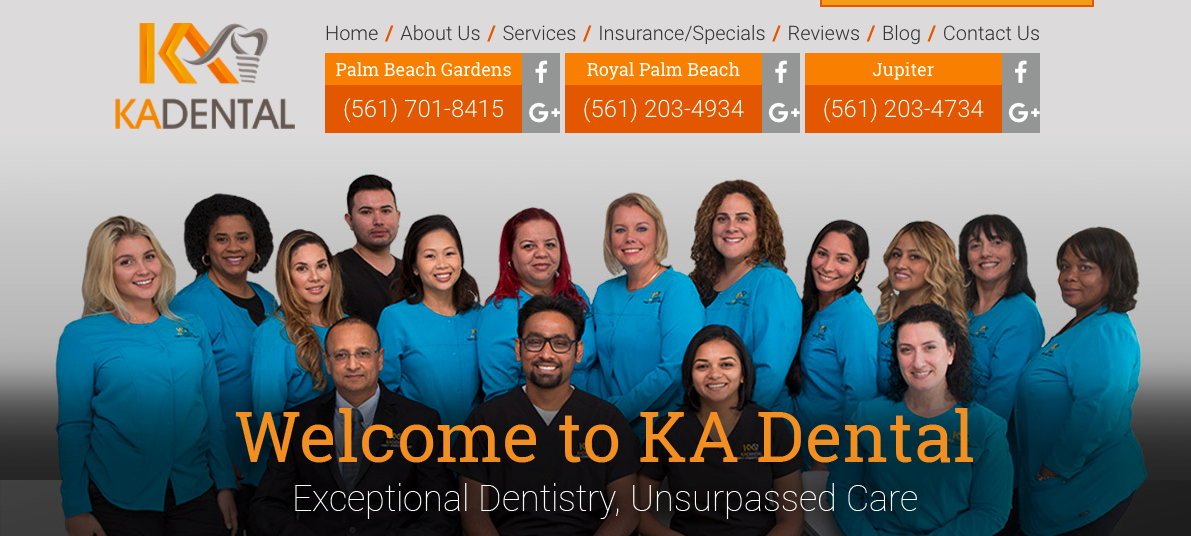 KADENTAL
Home / About Us / Services / Insurance/Specials / Reviews / Blog / Contact Us
Palm Beach Gardens
(561) 701-8415
Royal Palm Beach
(561) 203-4934
Jupiter
(561) 203-4734
Welcome to KA Dental
Exceptional Dentistry, Unsurpassed Care